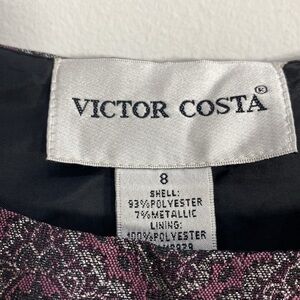 VICTOR COSTA®
8
SHELL:
93%POLYESTER
7%METALLIC
LINING:
100%POLYESTER